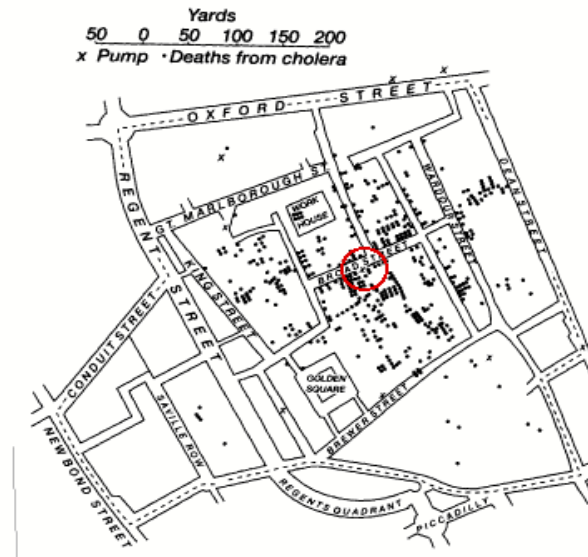 Yards
50 0 50 100 150 200
x Pump • Deaths from cholera
OXFORD STREET
REGENT STREET
GT. MARLBOROUGH ST
WORK HOUSE
WARDOUR STREET
DEAN STREET
BROAD STREET
KING STREET
CONDUIT STREET
GOLDEN SQUARE
SAVILLE ROW
BREWER STREET
NEW BOND STREET
REGENTS QUADRANT
PICCADILLY